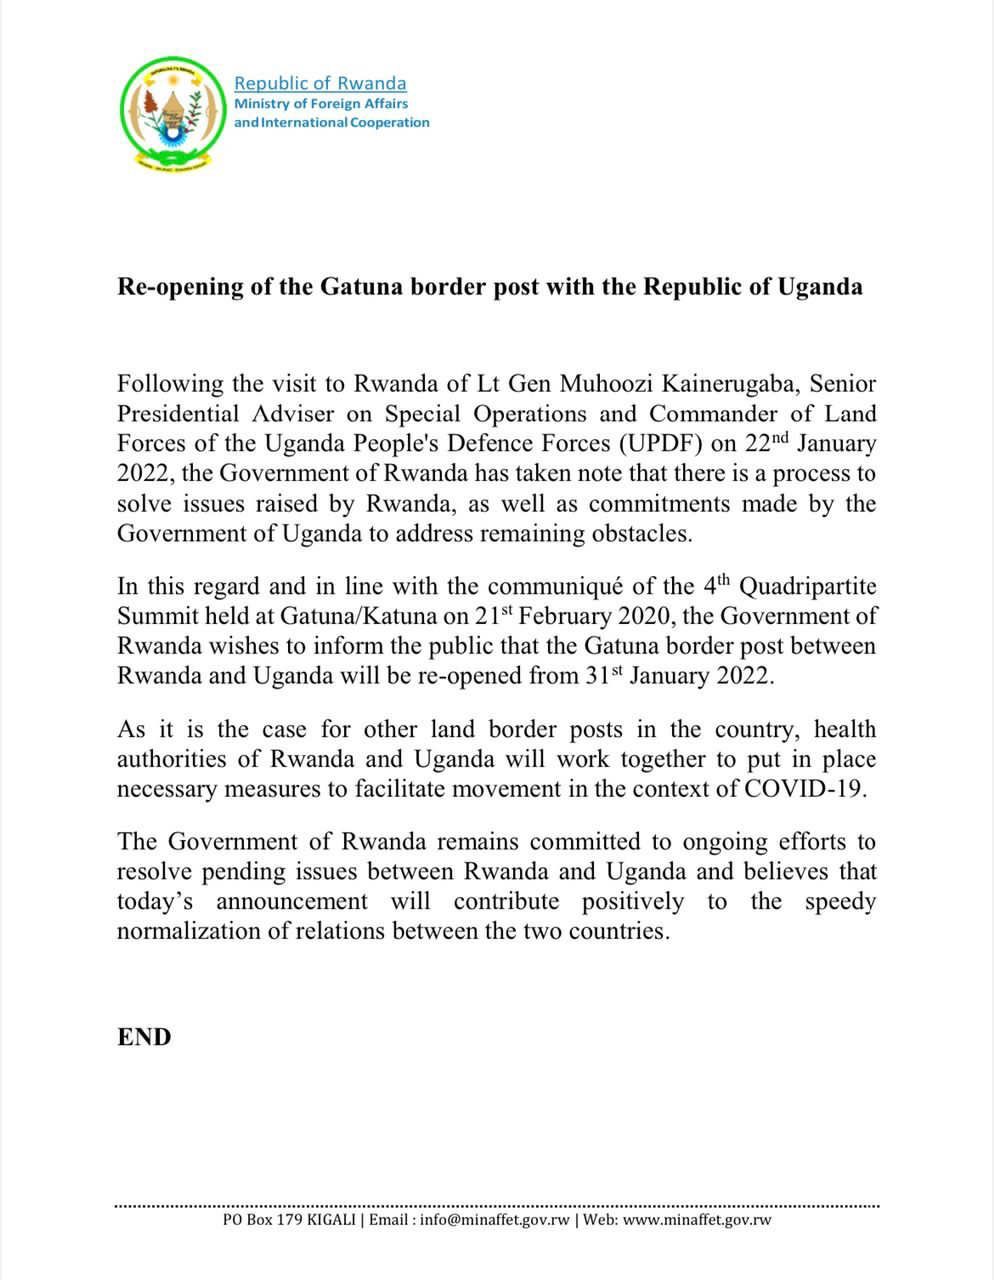 Republic of Rwanda
Ministry of Foreign Affairs
and International Cooperation
Re-opening of the Gatuna border post with the Republic of Uganda
Following the visit to Rwanda of Lt Gen Muhoozi Kainerugaba, Senior
Presidential Adviser on Special Operations and Commander of Land
Forces of the Uganda People's Defence Forces (UPDF) on 22nd January
2022, the Government of Rwanda has taken note that there is a process to
solve issues raised by Rwanda, as well as commitments made by the
Government of Uganda to address remaining obstacles.
In this regard and in line with the communiqué of the 4th Quadripartite
Summit held at Gatuna/Katuna on 21st February 2020, the Government of
Rwanda wishes to inform the public that the Gatuna border post between
Rwanda and Uganda will be re-opened from 31st January 2022.
As it is the case for other land border posts in the country, health
authorities of Rwanda and Uganda will work together to put in place
necessary measures to facilitate movement in the context of COVID-19.
The Government of Rwanda remains committed to ongoing efforts to
resolve pending issues between Rwanda and Uganda and believes that
today’s announcement will contribute positively to the speedy
normalization of relations between the two countries.
END
PO Box 179 KIGALI | Email : info@minaffet.gov.rw | Web: www.minaffet.gov.rw